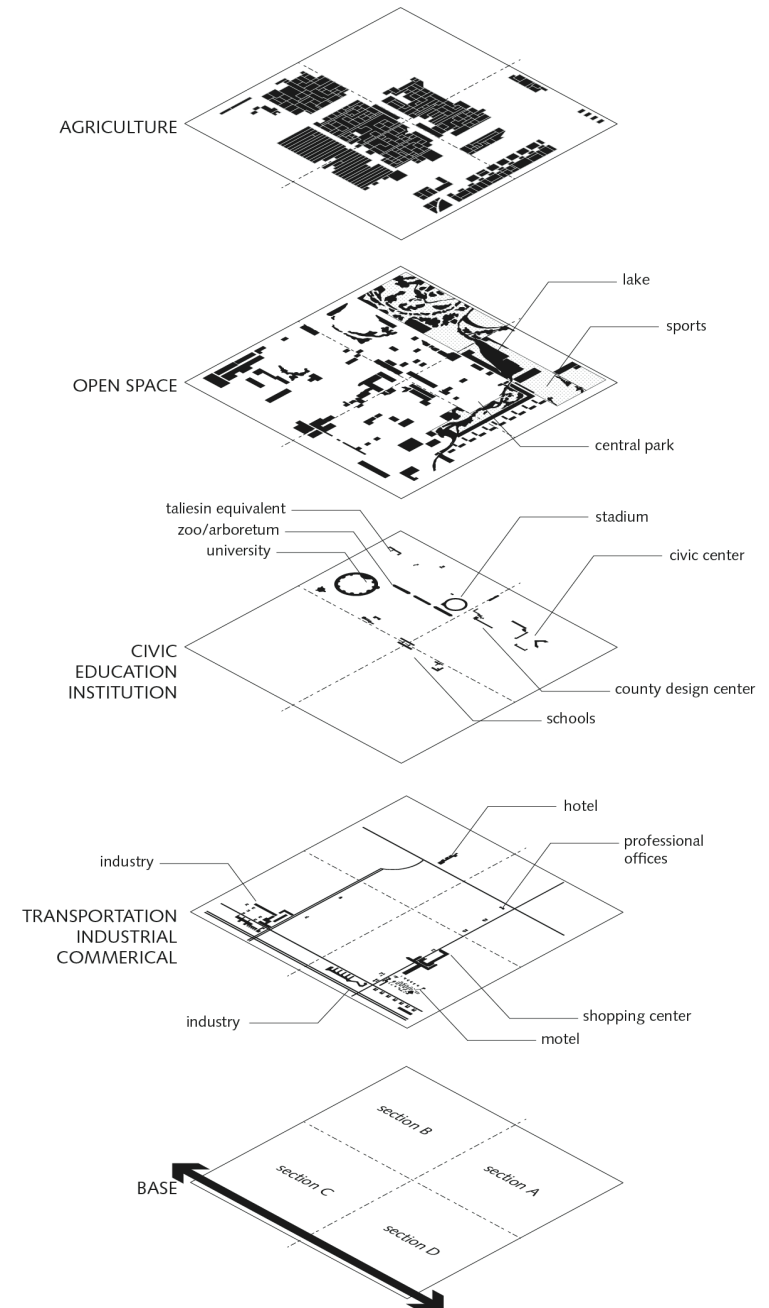 AGRICULTURE
lake
sports
OPEN SPACE
central park
taliesin equivalent
zoo/arboretum
university
stadium
civic center
CIVIC
EDUCATION
INSTITUTION
county design center
schools
hotel
professional
offices
industry
TRANSPORTATION
INDUSTRIAL
COMMERICAL
industry
shopping center
motel
section B
section A
section C
BASE
section D